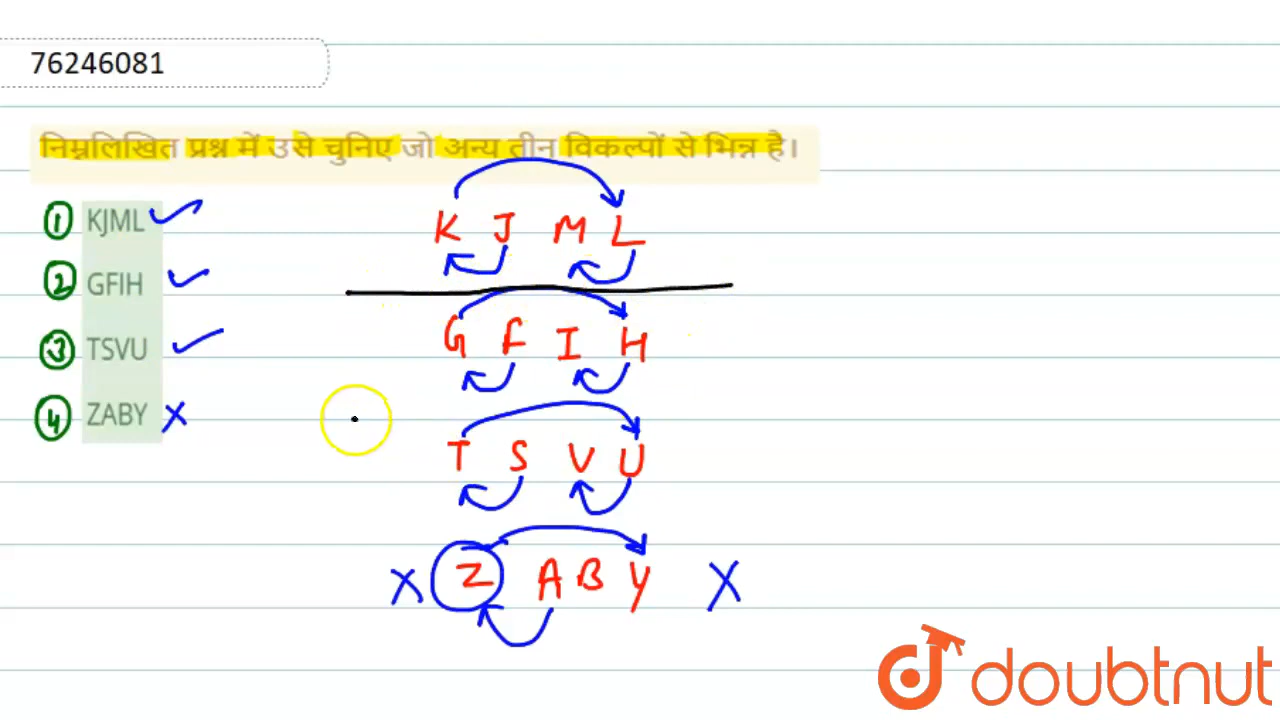 76246081
निम्नलिखित प्रश्न में उसे चुनिए जो अन्य तीन विकल्पों से भिन्न है।
① KJML ✓
② GFIH ✓
③ TSVU ✓
④ ZABY X
K J M L
G F I H
T S V U
X Z A B Y X
doubtnut